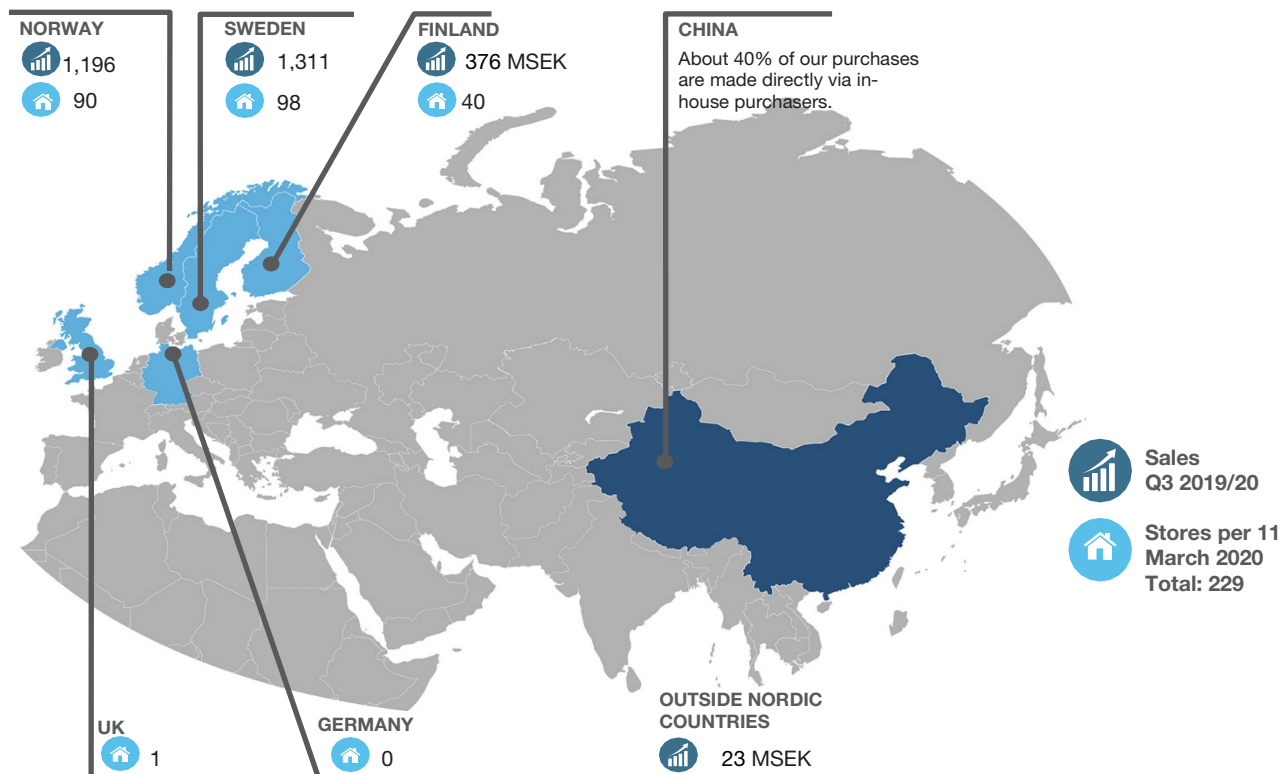 NORWAY
1,196
90
SWEDEN
1,311
98
FINLAND
376 MSEK
40
CHINA
About 40% of our purchases
are made directly via in-
house purchasers.
Sales
Q3 2019/20
Stores per 11
March 2020
Total: 229
UK
1
GERMANY
0
OUTSIDE NORDIC
COUNTRIES
23 MSEK